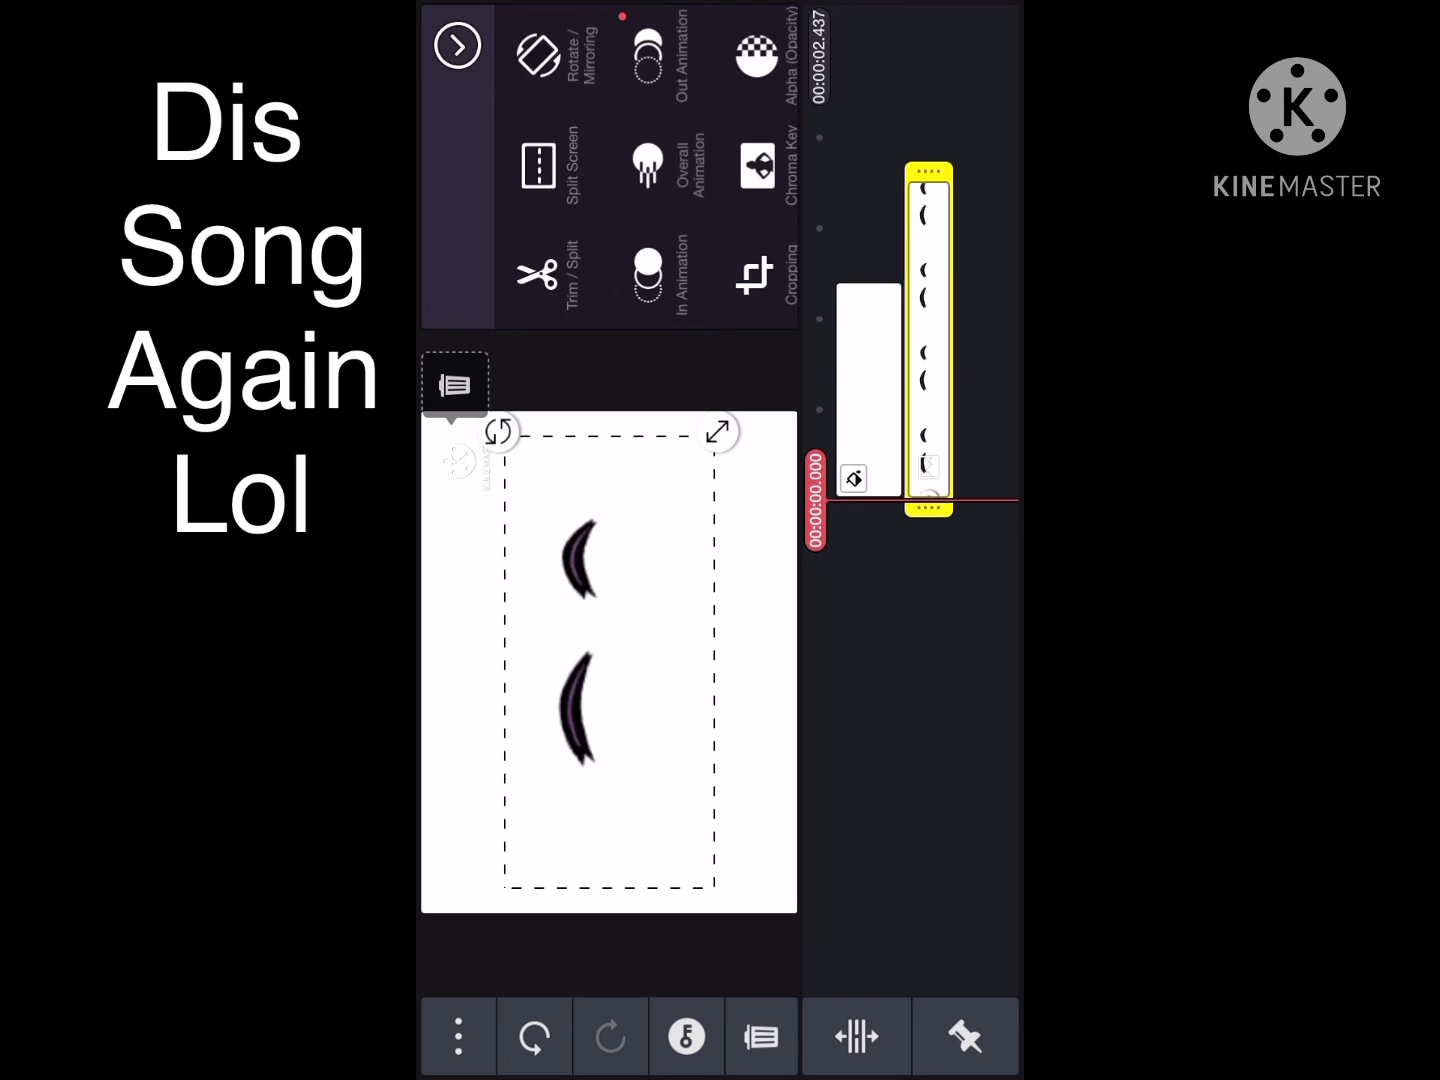 Dis
Song
Again
Lol
KINEMASTER
Rotate /
Mirroring
Out Animation
Alpha (Opacity)
Split Screen
Overall
Animation
Chroma Key
Trim / Split
In Animation
Cropping
00:00:02.437
00:00:00.000